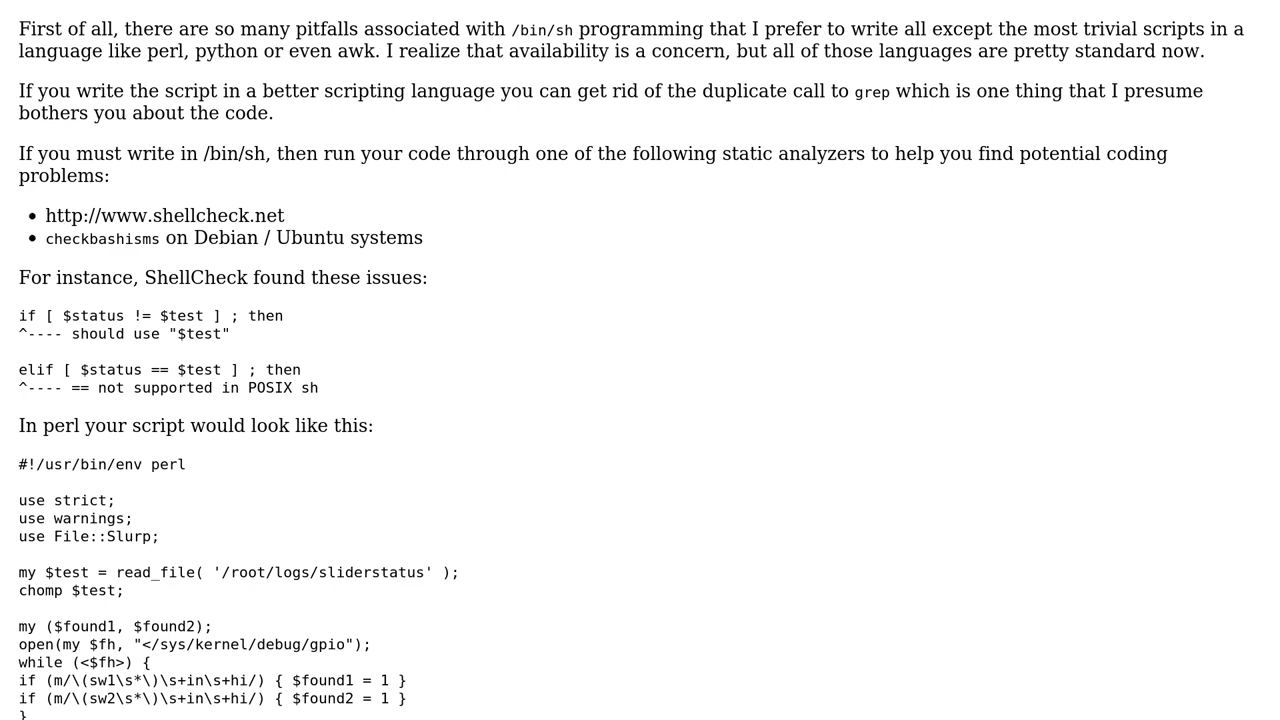 First of all, there are so many pitfalls associated with /bin/sh programming that I prefer to write all except the most trivial scripts in a
language like perl, python or even awk. I realize that availability is a concern, but all of those languages are pretty standard now.
If you write the script in a better scripting language you can get rid of the duplicate call to grep which is one thing that I presume
bothers you about the code.
If you must write in /bin/sh, then run your code through one of the following static analyzers to help you find potential coding
problems:
• http://www.shellcheck.net
• checkbashisms on Debian / Ubuntu systems
For instance, ShellCheck found these issues:
if [ $status != $test ] ; then
^---- should use "$test"
elif [ $status == $test ] ; then
^---- == not supported in POSIX sh
In perl your script would look like this:
#!/usr/bin/env perl
use strict;
use warnings;
use File::Slurp;
my $test = read_file( '/root/logs/sliderstatus' );
chomp $test;
my ($found1, $found2);
open(my $fh, "</sys/kernel/debug/gpio");
while (<$fh>) {
if (m/\(sw1\s*\)\s+in\s+hi/) { $found1 = 1 }
if (m/\(sw2\s*\)\s+in\s+hi/) { $found2 = 1 }
}